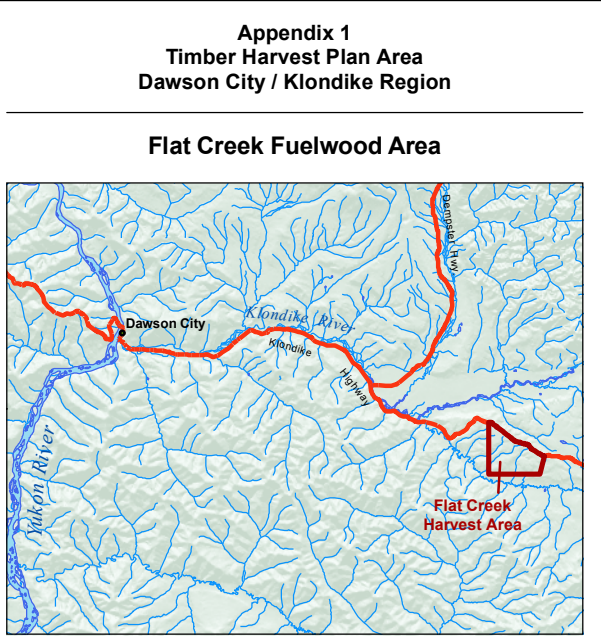 Appendix 1
Timber Harvest Plan Area
Dawson City / Klondike Region
Flat Creek Fuelwood Area
Dempster Hwy
Dawson City
Klondike River
Klondike
Highway
Yukon River
Flat Creek
Harvest Area